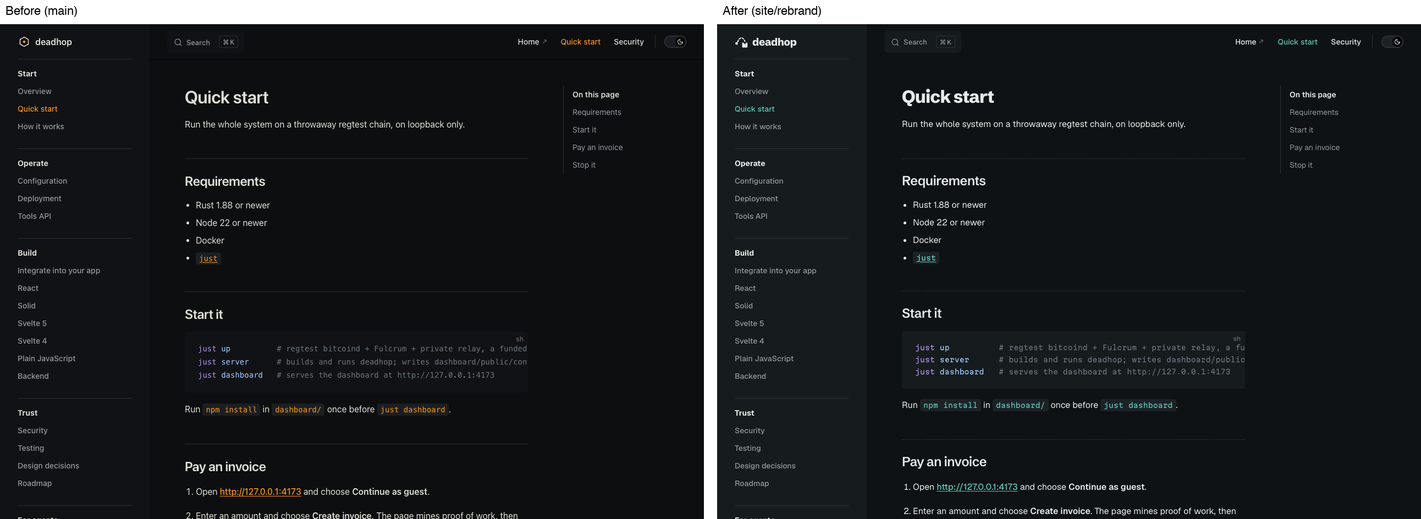 Before (main)
deadhop
Search
⌘ K
Home ↗
Quick start
Security
Start
Overview
Quick start
How it works
Operate
Configuration
Deployment
Tools API
Build
Integrate into your app
React
Solid
Svelte 5
Svelte 4
Plain JavaScript
Backend
Trust
Security
Testing
Design decisions
Roadmap
Quick start
Run the whole system on a throwaway regtest chain, on loopback only.
Requirements
• Rust 1.88 or newer
• Node 22 or newer
• Docker
• just
Start it
sh
just up # regtest bitcoind + Fulcrum + private relay, a funded
just server # builds and runs deadhop; writes dashboard/public/con
just dashboard # serves the dashboard at http://127.0.0.1:4173
Run npm install in dashboard/ once before just dashboard.
Pay an invoice
1. Open http://127.0.0.1:4173 and choose Continue as guest.
2. Enter an amount and choose Create invoice. The page mines proof of work, then
On this page
Requirements
Start it
Pay an invoice
Stop it
After (site/rebrand)
deadhop
Search
⌘ K
Home ↗
Quick start
Security
Start
Overview
Quick start
How it works
Operate
Configuration
Deployment
Tools API
Build
Integrate into your app
React
Solid
Svelte 5
Svelte 4
Plain JavaScript
Backend
Trust
Security
Testing
Design decisions
Roadmap
Quick start
Run the whole system on a throwaway regtest chain, on loopback only.
Requirements
• Rust 1.88 or newer
• Node 22 or newer
• Docker
• just
Start it
sh
just up # regtest bitcoind + Fulcrum + private relay, a fu
just server # builds and runs deadhop; writes dashboard/public
just dashboard # serves the dashboard at http://127.0.0.1:4173
Run npm install in dashboard/ once before just dashboard.
Pay an invoice
1. Open http://127.0.0.1:4173 and choose Continue as guest.
2. Enter an amount and choose Create invoice. The page mines proof of work, then
On this page
Requirements
Start it
Pay an invoice
Stop it